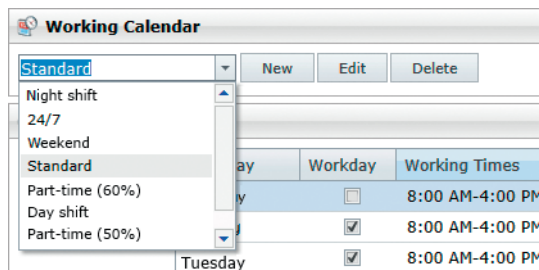 Working Calendar
Standard New Edit Delete
Night shift
24/7
Weekend
Standard
Part-time (60%)
Day shift
Part-time (50%)
ay Workday Working Times
y 8:00 AM-4:00 PM
y 8:00 AM-4:00 PM
Tuesday 8:00 AM-4:00 PM